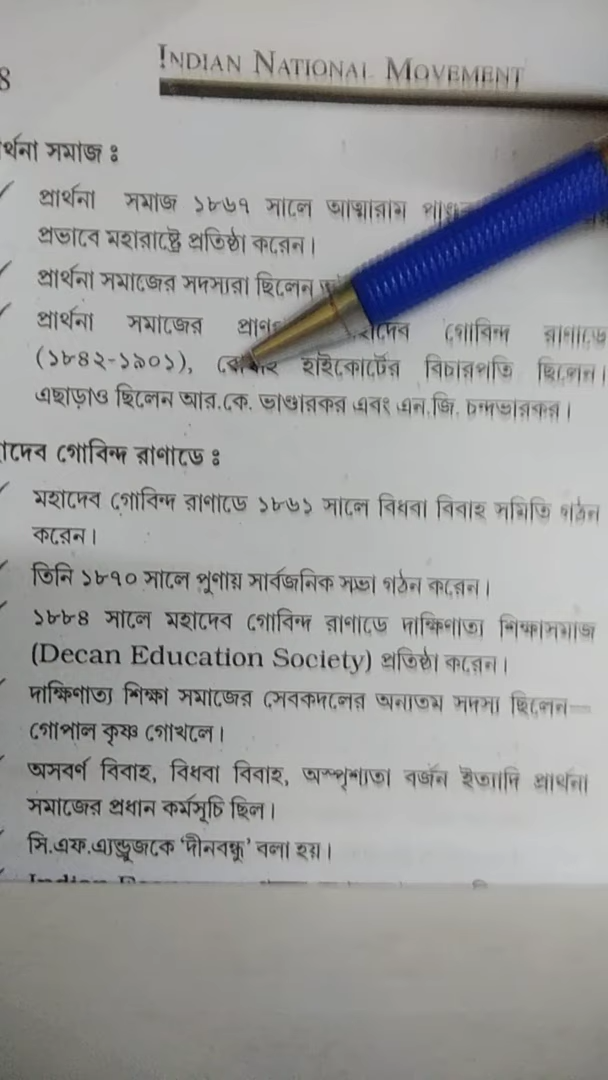 8
INDIAN NATIONAL MOVEMENT
র্থনা সমাজ ঃ
প্রার্থনা সমাজ ১৮৬৭ সালে আত্মারাম
প্রভাবে মহারাষ্ট্রে প্রতিষ্ঠা করেন।
প্রার্থনা সমাজের সদস্যরা ছিলেন
প্রার্থনা সমাজের গোবিন্দ রাণাডে
(১৮৪২-১৯০১), হাইকোর্টের বিচারপতি ছিলেন।
এছাড়াও ছিলেন আর.কে. ভাণ্ডারকর এবং এন.জি. চন্দভারকর।
াদেব গোবিন্দ রাণাডে ঃ
মহাদেব গোবিন্দ রাণাডে ১৮৬১ সালে বিধবা বিবাহ সমিতি গঠন
করেন।
তিনি ১৮৭০ সালে পুণায় সার্বজনিক সভা গঠন করেন।
১৮৮৪ সালে মহাদেব গোবিন্দ রাণাডে দাক্ষিণাত্য শিক্ষাসমাজ
(Decan Education Society) প্রতিষ্ঠা করেন।
দাক্ষিণাত্য শিক্ষা সমাজের সেবকদলের অন্যতম সদস্য ছিলেন—
গোপাল কৃষ্ণ গোখলে।
অসবর্ণ বিবাহ, বিধবা বিবাহ, অস্পৃশ্যতা বর্জন ইত্যাদি প্রার্থনা
সমাজের প্রধান কর্মসূচি ছিল।
সি.এফ.এ্যন্ড্রুজকে ‘দীনবন্ধু’ বলা হয়।